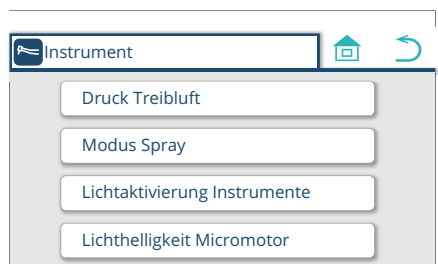 Instrument
Druck Treibluft
Modus Spray
Lichtaktivierung Instrumente
Lichthelligkeit Micromotor